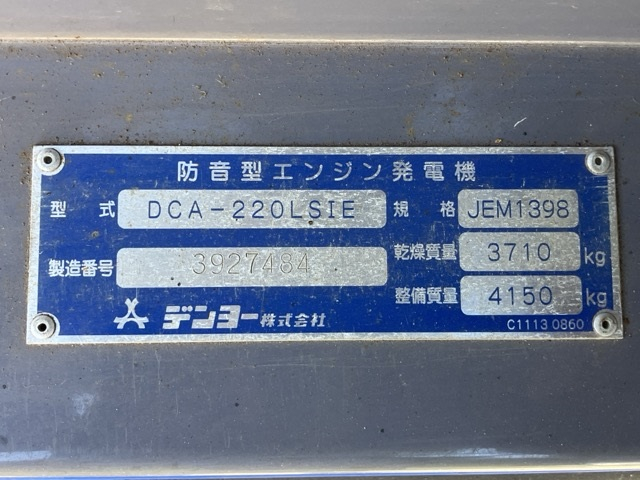 防音型エンジン発電機
型式 DCA-220LSIE 規格 JEM1398
製造番号 3927484 乾燥質量 3710 kg
整備質量 4150 kg
デンヨー株式会社 C1113 0860